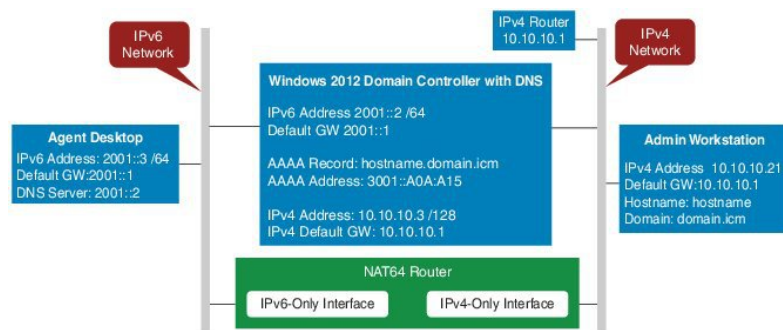 IPv6
Network
IPv4 Router
10.10.10.1
IPv4
Network
Windows 2012 Domain Controller with DNS
IPv6 Address 2001::2 /64
Default GW 2001::1
AAAA Record: hostname.domain.icm
AAAA Address: 3001::A0A:A15
IPv4 Address: 10.10.10.3 /128
IPv4 Default GW: 10.10.10.1
Agent Desktop
IPv6 Address: 2001::3 /64
Default GW:2001::1
DNS Server: 2001::2
Admin Workstation
IPv4 Address 10.10.10.21
Default GW:10.10.10.1
Hostname: hostname
Domain: domain.icm
NAT64 Router
IPv6-Only Interface
IPv4-Only Interface